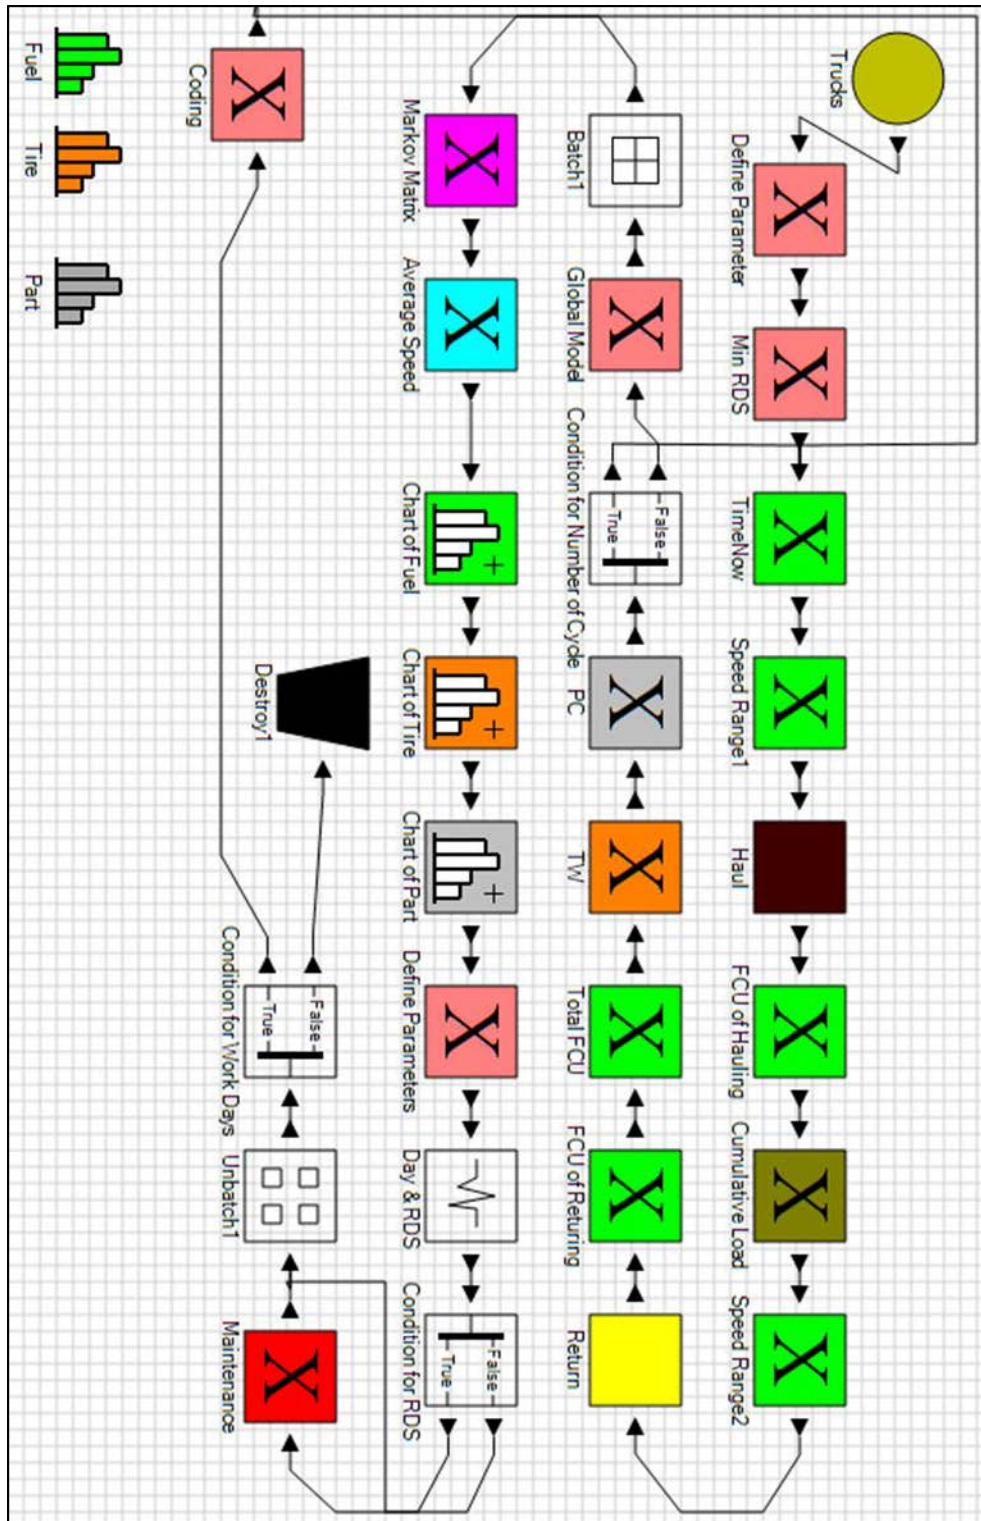 Trucks
Define Parameter
Min RDS
TimeNow
Speed Range1
Haul
FCU of Hauling
Cumulative Load
Speed Range2
Batch1
Global Model
Condition for Number of Cycle
False
True
PC
TW
Total FCU
FCU of Returing
Return
Markov Matrix
Average Speed
Chart of Fuel
Chart of Tire
Chart of Part
Define Parameters
Day & RDS
Condition for RDS
False
True
Coding
Destroy1
Condition for Work Days
False
True
Unbatch1
Maintenance
Fuel
Tire
Part